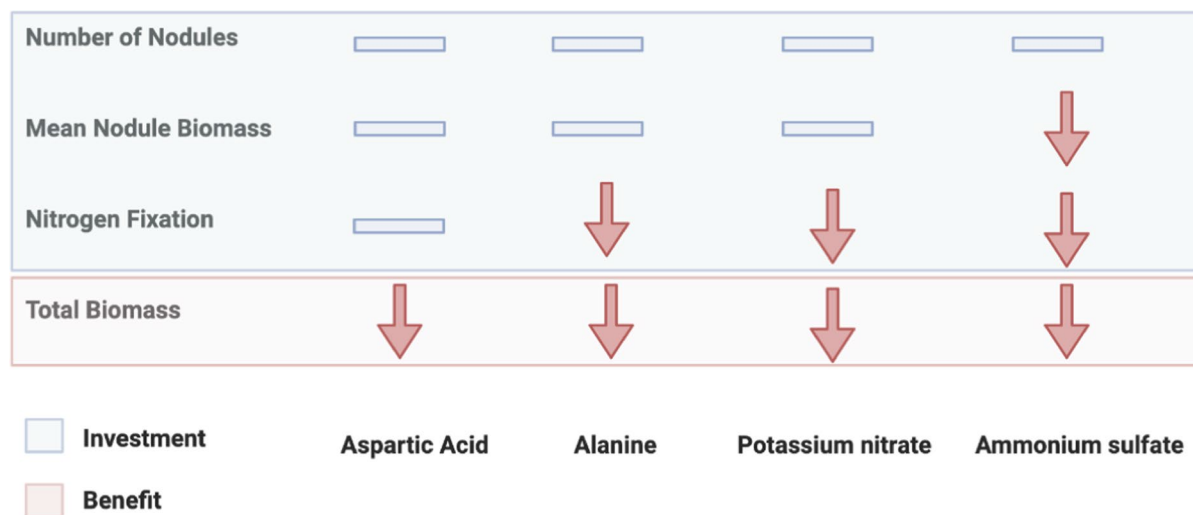 Number of Nodules
Mean Nodule Biomass
Nitrogen Fixation
Total Biomass
Investment
Aspartic Acid Alanine Potassium nitrate Ammonium sulfate
Benefit